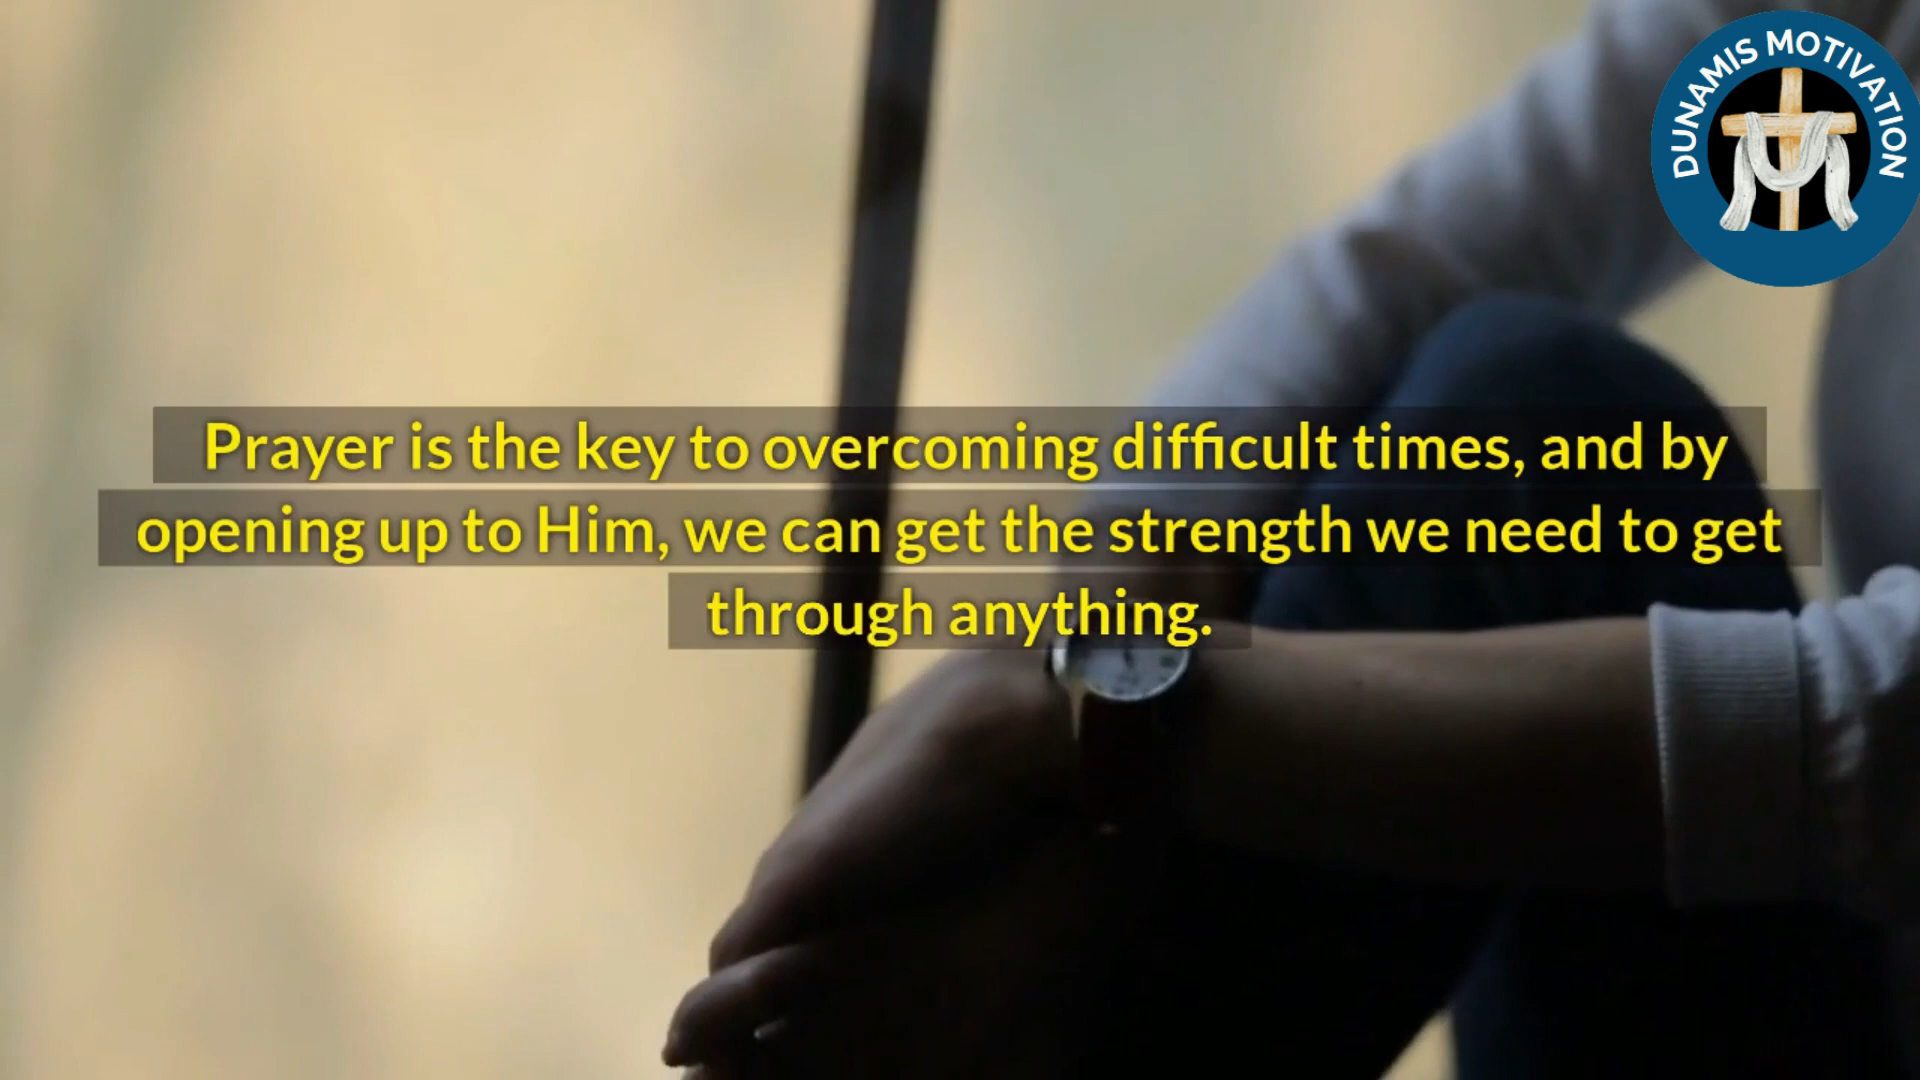 DUNAMIS MOTIVATION
Prayer is the key to overcoming difficult times, and by
opening up to Him, we can get the strength we need to get
through anything.